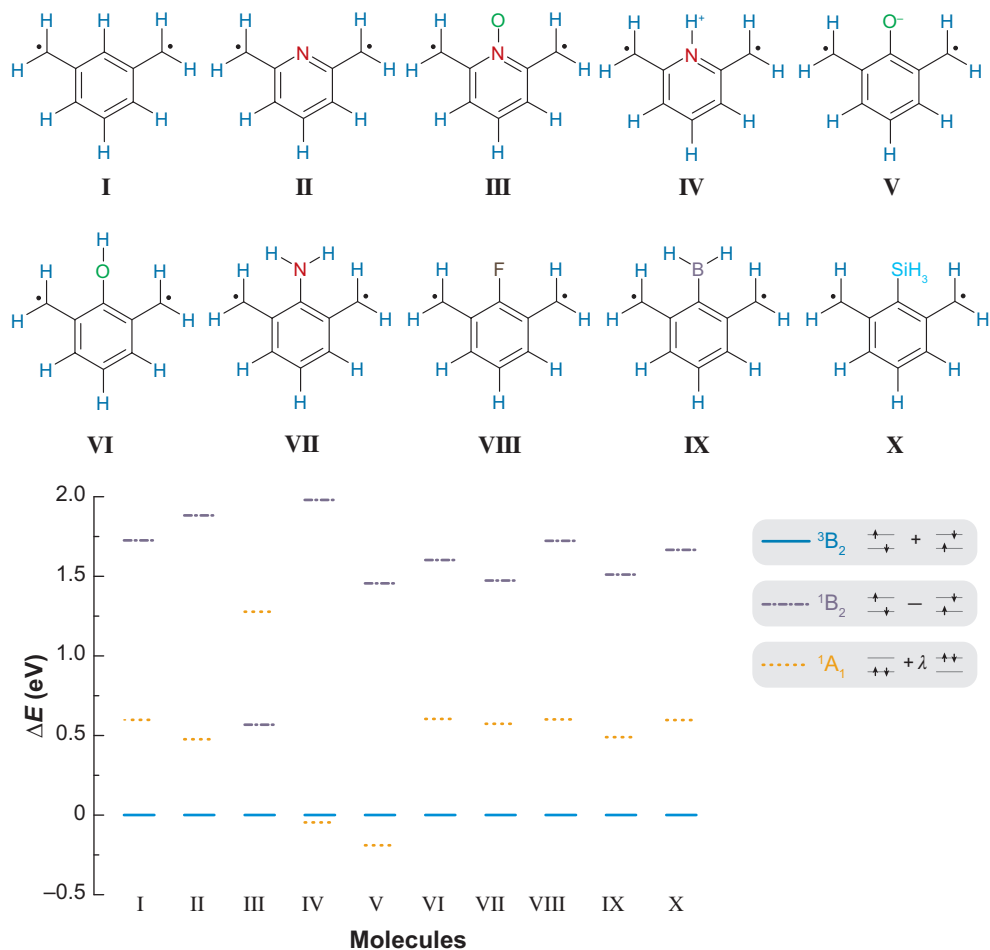 H H H H H H O H H H⁺ H H O⁻ H
C C C N C C N C C N C C C
H H H H H H H H H H
H H H H H H H H H H
H H H H H
I II III IV V
H H H H H
H O H H N H H F H H B H H SiH₃ H
C C C C C C C C C C
H H H H H H H H H H
H H H H H H H H H H
H H H H H
VI VII VIII IX X
2.0
1.5
1.0
0.5
0
–0.5
ΔE (eV)
³B₂ +
¹B₂ –
¹A₁ + λ
I II III IV V VI VII VIII IX X
Molecules